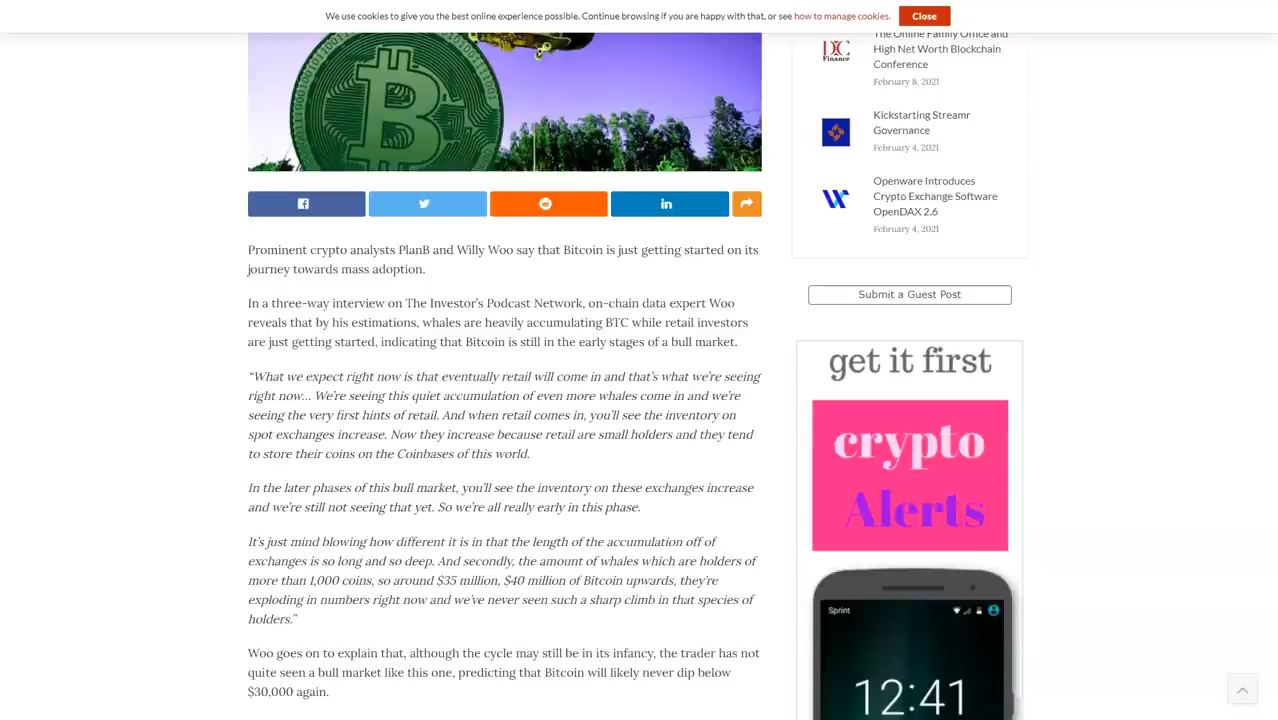 We use cookies to give you the best online experience possible. Continue browsing if you are happy with that, or see how to manage cookies.
Close
Prominent crypto analysts PlanB and Willy Woo say that Bitcoin is just getting started on its
journey towards mass adoption.
In a three-way interview on The Investor’s Podcast Network, on-chain data expert Woo
reveals that by his estimations, whales are heavily accumulating BTC while retail investors
are just getting started, indicating that Bitcoin is still in the early stages of a bull market.
“What we expect right now is that eventually retail will come in and that’s what we’re seeing
right now… We’re seeing this quiet accumulation of even more whales come in and we’re
seeing the very first hints of retail. And when retail comes in, you’ll see the inventory on
spot exchanges increase. Now they increase because retail are small holders and they tend
to store their coins on the Coinbases of this world.
In the later phases of this bull market, you’ll see the inventory on these exchanges increase
and we’re still not seeing that yet. So we’re all really early in this phase.
It’s just mind blowing how different it is in that the length of the accumulation off of
exchanges is so long and so deep. And secondly, the amount of whales which are holders of
more than 1,000 coins, so around $35 million, $40 million of Bitcoin upwards, they’re
exploding in numbers right now and we’ve never seen such a sharp climb in that species of
holders.”
Woo goes on to explain that, although the cycle may still be in its infancy, the trader has not
quite seen a bull market like this one, predicting that Bitcoin will likely never dip below
$30,000 again.
DC
Finance
The Online Family Office and
High Net Worth Blockchain
Conference
February 8, 2021
Kickstarting Streamr
Governance
February 4, 2021
Openware Introduces
Crypto Exchange Software
OpenDAX 2.6
February 4, 2021
Submit a Guest Post
get it first
crypto
Alerts
Sprint
12:41